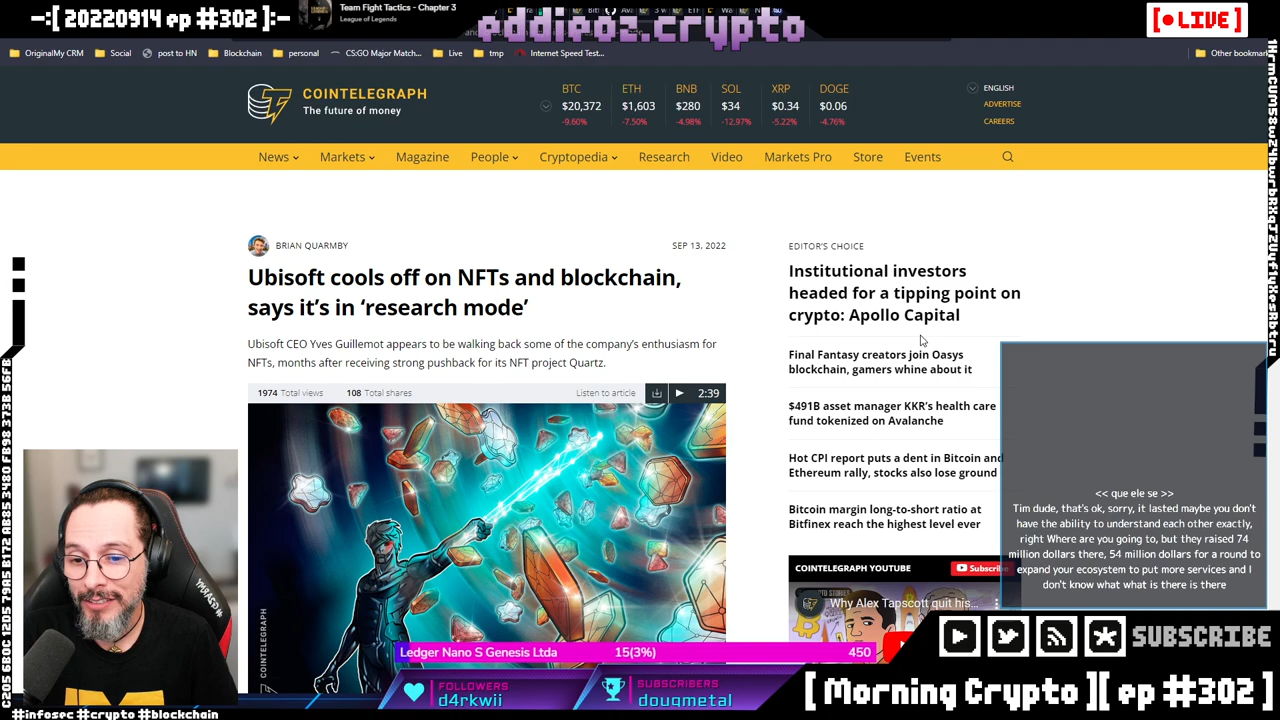 -:[ 20220914 ep #302]:-
Team Fight Tactics - Chapter 3
League of Legends
eddieoz.crypto
[● LIVE]
OriginalMy CRM
Social
post to HN
Blockchain
personal
CS:GO Major Match...
Live
tmp
Internet Speed Test...
Other bookmar
COINTELEGRAPH
The future of money
BTC ETH BNB SOL XRP DOGE
$20,372 $1,603 $280 $34 $0.34 $0.06
-9.60% -7.50% -4.98% -12.97% -5.22% -4.76%
ENGLISH
ADVERTISE
CAREERS
News Markets Magazine People Cryptopedia Research Video Markets Pro Store Events
BRIAN QUARMBY
SEP 13, 2022
Ubisoft cools off on NFTs and blockchain,
says it's in ‘research mode’
Ubisoft CEO Yves Guillemot appears to be walking back some of the company's enthusiasm for
NFTs, months after receiving strong pushback for its NFT project Quartz.
1974 Total views 108 Total shares
Listen to article
2:39
COINTELEGRAPH
EDITOR'S CHOICE
Institutional investors
headed for a tipping point on
crypto: Apollo Capital
Final Fantasy creators join Oasys
blockchain, gamers whine about it
$491B asset manager KKR's health care
fund tokenized on Avalanche
Hot CPI report puts a dent in Bitcoin and
Ethereum rally, stocks also lose ground
Bitcoin margin long-to-short ratio at
Bitfinex reach the highest level ever
COINTELEGRAPH YOUTUBE
Subscribe
Why Alex Tapscott quit his...
<< que ele se >>
Tim dude, that's ok, sorry, it lasted maybe you don't
have the ability to understand each other exactly,
right Where are you going to, but they raised 74
million dollars there, 54 million dollars for a round to
expand your ecosystem to put more services and I
don't know what what is there is there
Ledger Nano S Genesis Ltda 15(3%) 450
SUBSCRIBE
FOLLOWERS
d4rkwii
SUBSCRIBERS
douqmetal
[ Morning Crypto ][ ep #302 ]
#infosec #crypto #blockchain